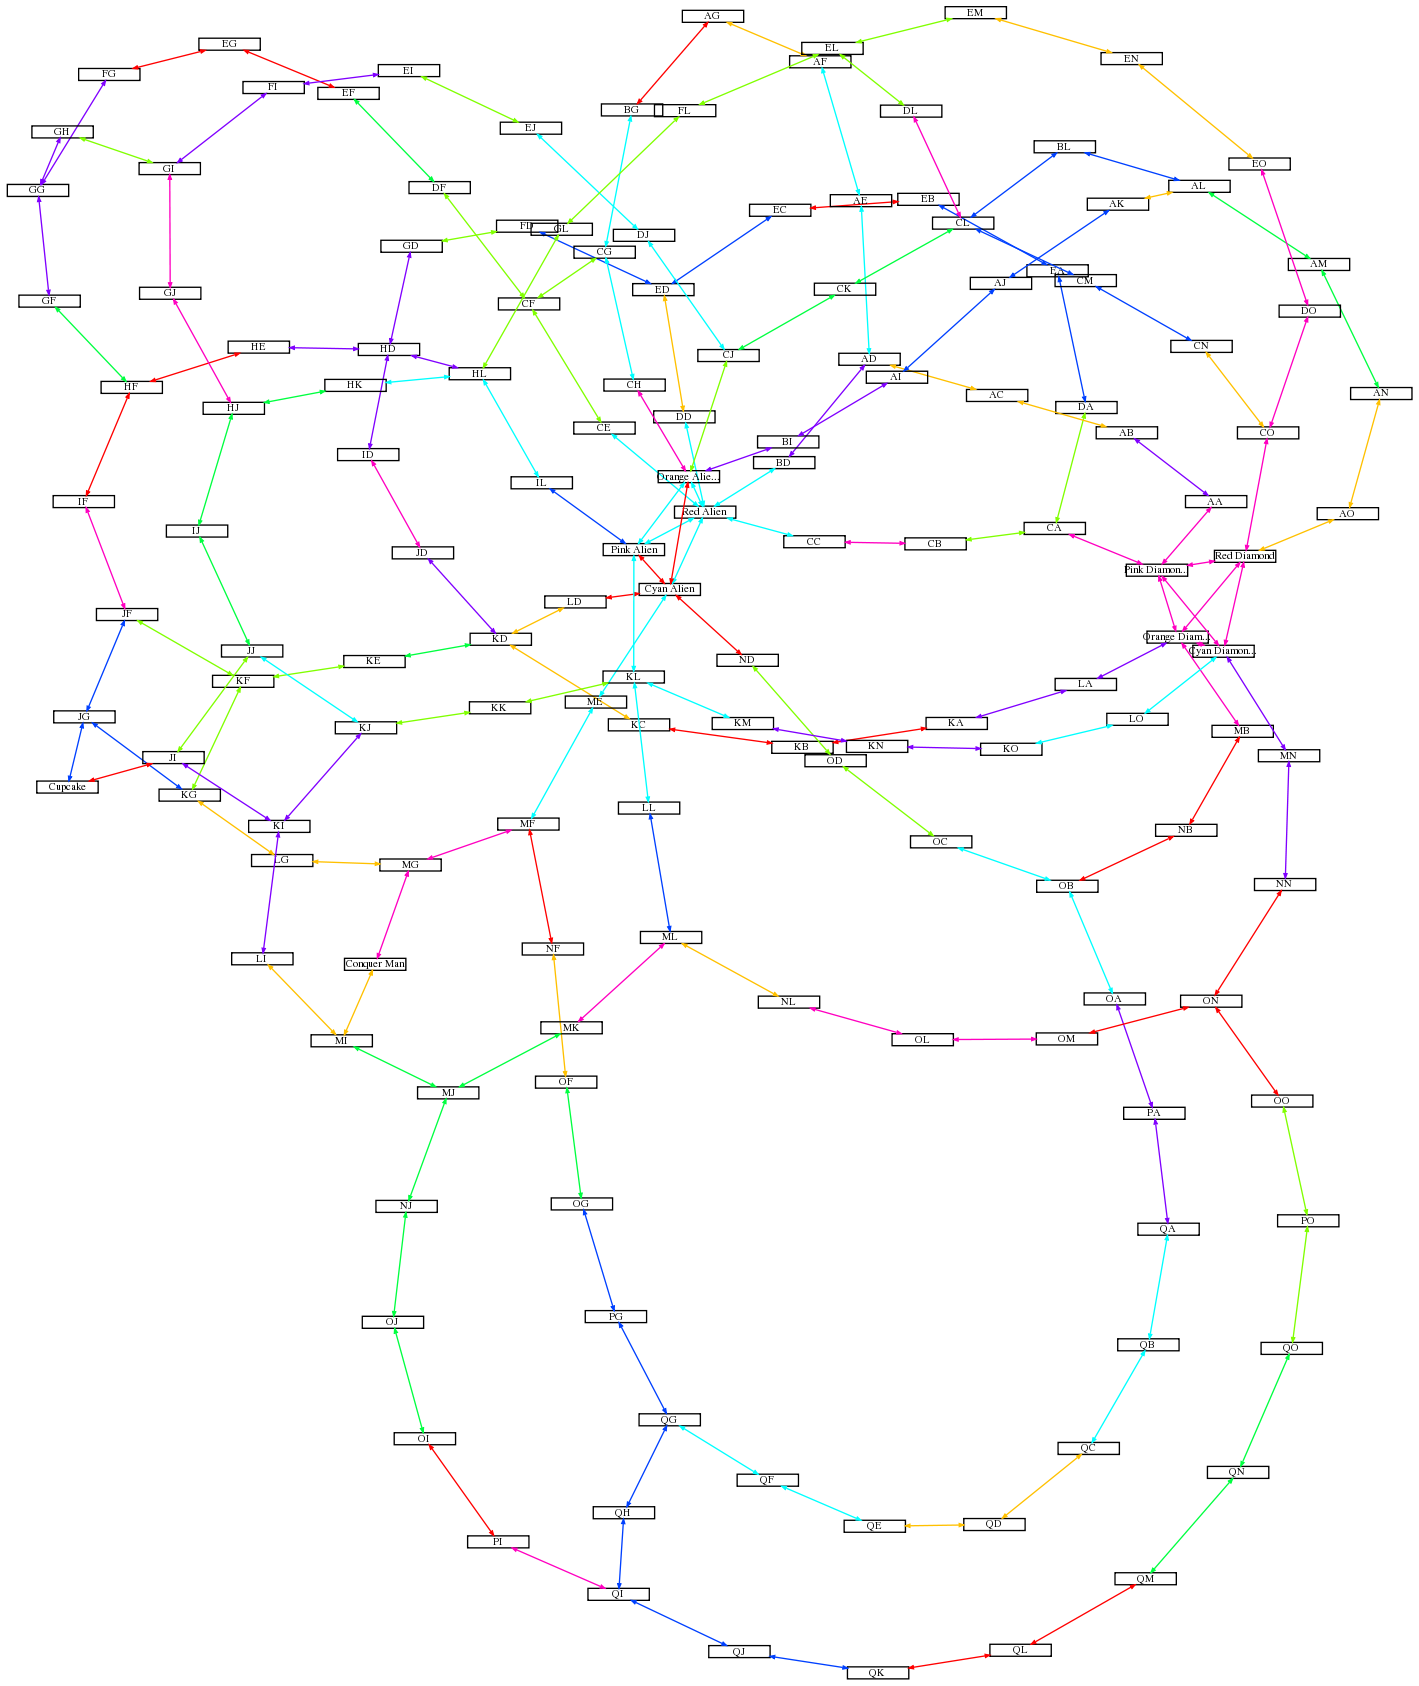 EM
AG
EG
EL
EN
AF
EI
FG
FI
EF
BG
FL
DL
EJ
GH
BL
EO
GI
DF
AL
GG
EB
AE
AK
EC
CL
FD
GL
DJ
GD
CG
AM
EA
CM
AJ
ED
CK
GJ
GF
CF
DO
HE
CN
HD
CJ
AD
HL
AI
HK
CH
HF
AN
AC
HJ
DA
DD
CE
AB
CO
BI
ID
BD
Orange Alie...
IL
IF
AA
Red Alien
AO
CA
IJ
CC
CB
Pink Alien
JD
Red Diamond
Pink Diamon...
Cyan Alien
LD
JF
Orange Diam...
KD
JJ
Cyan Diamon...
KE
ND
KL
KF
LA
ME
KK
JG
LO
KM
KA
KC
KJ
MB
KB
KN
KO
MN
JI
OD
Cupcake
KG
LL
MF
KI
NB
OC
LG
MG
NN
OB
ML
NF
LI
Conquer Man
OA
ON
NL
MK
OL
OM
MI
OF
MJ
OO
PA
OG
NJ
PO
QA
PG
OJ
QB
QO
QG
OI
QC
QN
QF
QH
QD
QE
PI
QM
QI
QL
QJ
QK